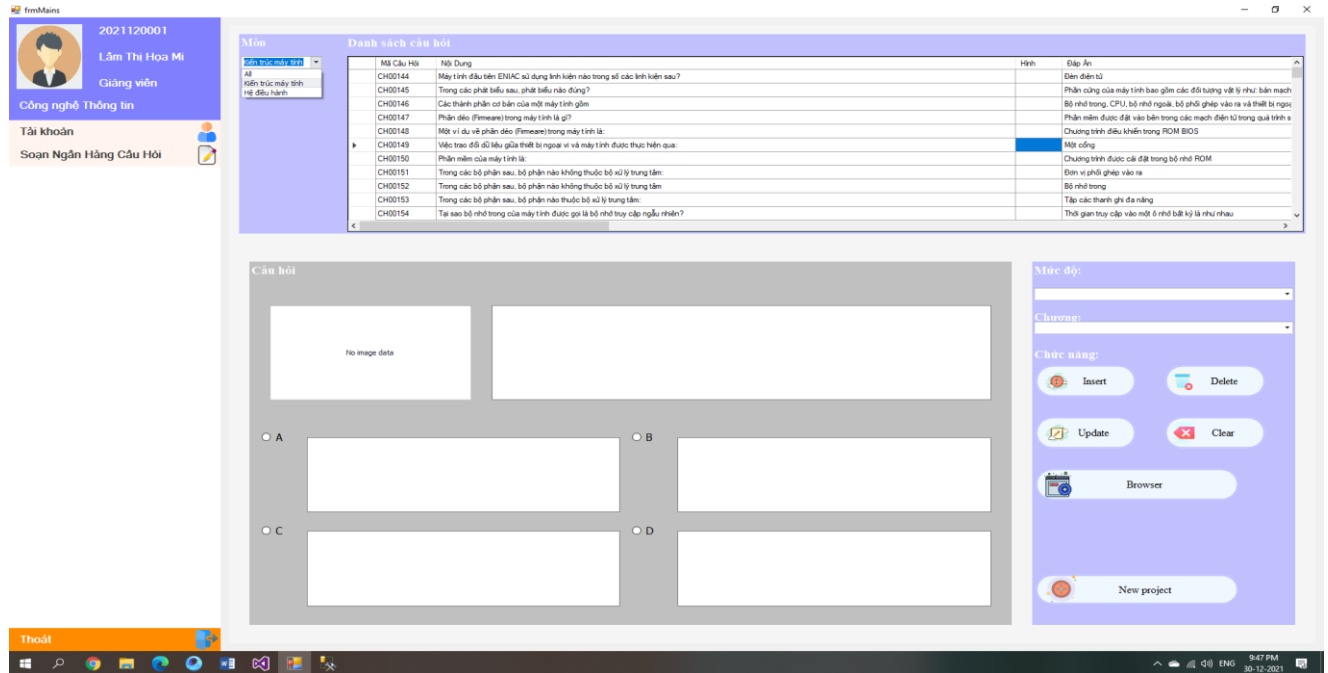 frmMains
2021120001
Lâm Thị Họa Mi
Giảng viên
Công nghệ Thông tin
Tài khoản
Soạn Ngân Hàng Câu Hỏi
Thoát
Môn
Kiến trúc máy tính
All
Kiến trúc máy tính
Hệ điều hành
Danh sách câu hỏi
Mã Câu Hỏi Nội Dung Hình Đáp Án
CH00144 Máy tính đầu tiên ENIAC sử dụng linh kiện nào trong số các linh kiện sau? Đèn điện tử
CH00145 Trong các phát biểu sau, phát biểu nào đúng? Phần cứng của máy tính bao gồm các đối tượng vật lý như: bản mạch
CH00146 Các thành phần cơ bản của một máy tính gồm Bộ nhớ trong, CPU, bộ nhớ ngoài, bộ phối ghép vào ra và thiết bị ngoạ
CH00147 Phần dẻo (Firmeare) trong máy tính là gì? Phần mềm được đặt vào bên trong các mạch điện tử trong quá trình s
CH00148 Một ví dụ về phần dẻo (Firmeare) trong máy tính là: Chương trình điều khiển trong ROM BIOS
CH00149 Việc trao đổi dữ liệu giữa thiết bị ngoại vi và máy tính được thực hiện qua: Một cổng
CH00150 Phần mềm của máy tính là: Chương trình được cài đặt trong bộ nhớ ROM
CH00151 Trong các bộ phận sau, bộ phận nào không thuộc bộ xử lý trung tâm: Đơn vị phối ghép vào ra
CH00152 Trong các bộ phận sau, bộ phận nào không thuộc bộ xử lý trung tâm Bộ nhớ trong
CH00153 Trong các bộ phận sau, bộ phận nào thuộc bộ xử lý trung tâm: Tập các thanh ghi đa năng
CH00154 Tại sao bộ nhớ trong của máy tính được gọi là bộ nhớ truy cập ngẫu nhiên? Thời gian truy cập vào một ô nhớ bất kỳ là như nhau
Câu hỏi
No image data
A
B
C
D
Mức độ:
Chương:
Chức năng:
Insert Delete
Update Clear
Browser
New project
ENG 9:47 PM
30-12-2021